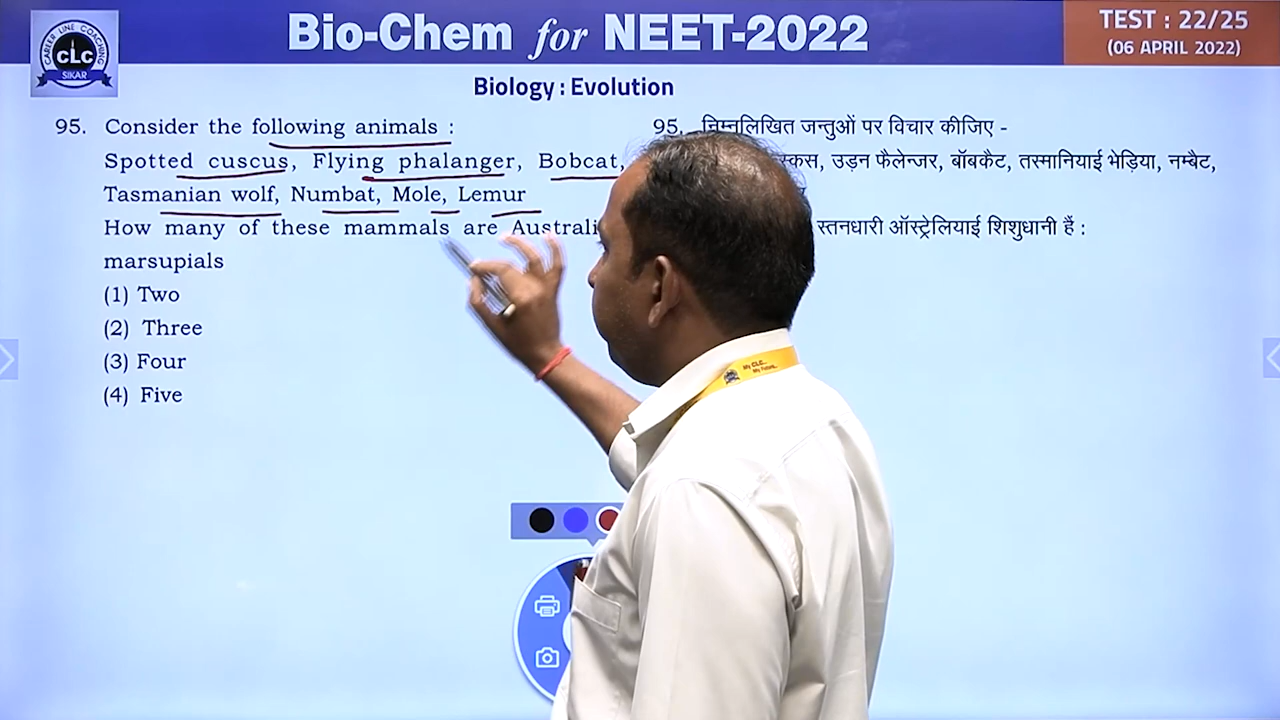 CAREER LINE COACHING
CLC
SIKAR
Bio-Chem for NEET-2022
TEST : 22/25
(06 APRIL 2022)
Biology : Evolution
95. Consider the following animals :
Spotted cuscus, Flying phalanger, Bobcat,
Tasmanian wolf, Numbat, Mole, Lemur
How many of these mammals are Australi
marsupials
(1) Two
(2) Three
(3) Four
(4) Five
95. निम्नलिखित जन्तुओं पर विचार कीजिए -
उड़न फैलेन्जर, बॉबकैट, तस्मानियाई भेड़िया, नम्बैट,
स्तनधारी ऑस्ट्रेलियाई शिशुधानी हैं :
My CLC..